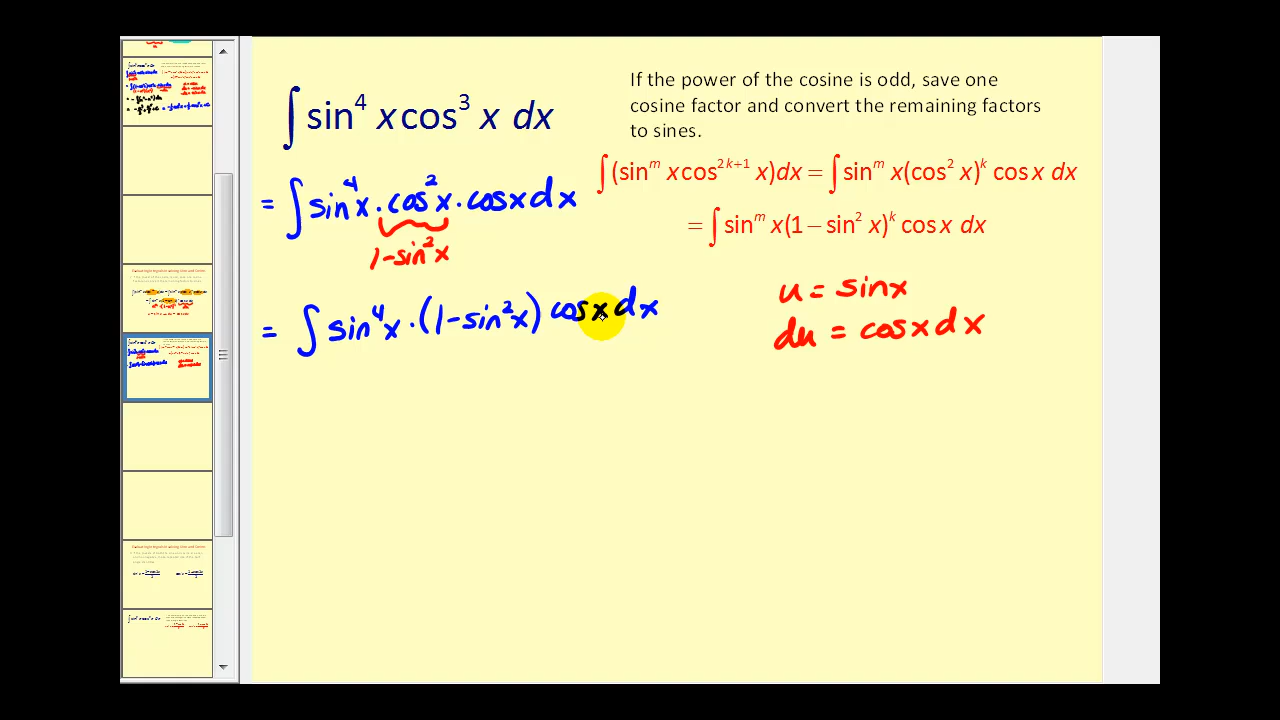 ∫ sin⁴ x cos³ x dx
If the power of the cosine is odd, save one
cosine factor and convert the remaining factors
to sines.
∫(sinᵐ x cos²ᵏ⁺¹ x)dx = ∫ sinᵐ x(cos² x)ᵏ cos x dx
= ∫ sinᵐ x(1 − sin² x)ᵏ cos x dx
= ∫ sin⁴x · cos²x · cosx dx
1-sin²x
= ∫ sin⁴x · (1-sin²x) cosx dx
u = sinx
du = cosx dx